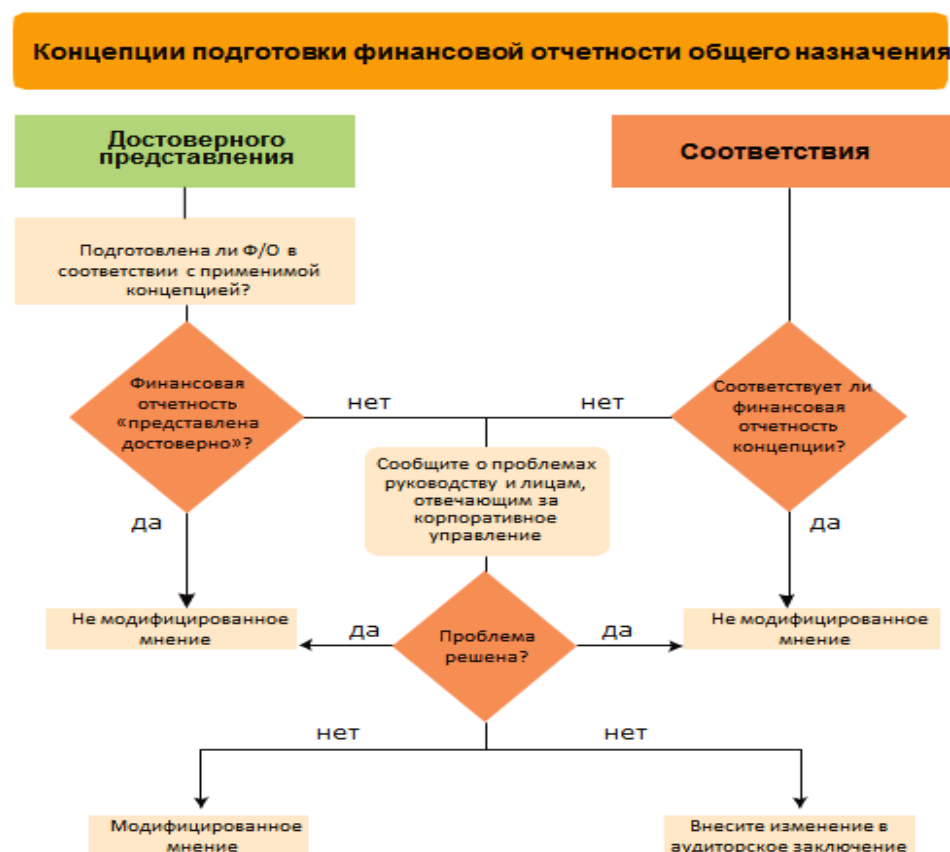 Концепции подготовки финансовой отчетности общего назначения
Достоверного
представления
Соответствия
Подготовлена ли Ф/О в
соответствии с применимой
концепцией?
Финансовая
отчетность
«представлена
достоверно»?
нет
нет
Соответствует ли
финансовая
отчетность
концепции?
Сообщите о проблемах
руководству и лицам,
отвечающим за
корпоративное
управление
да
да
Не модифицированное
мнение
да
Проблема
решена?
да
Не модифицированное
мнение
нет
нет
Модифицированное
мнение
Внесите изменение в
аудиторское заключение